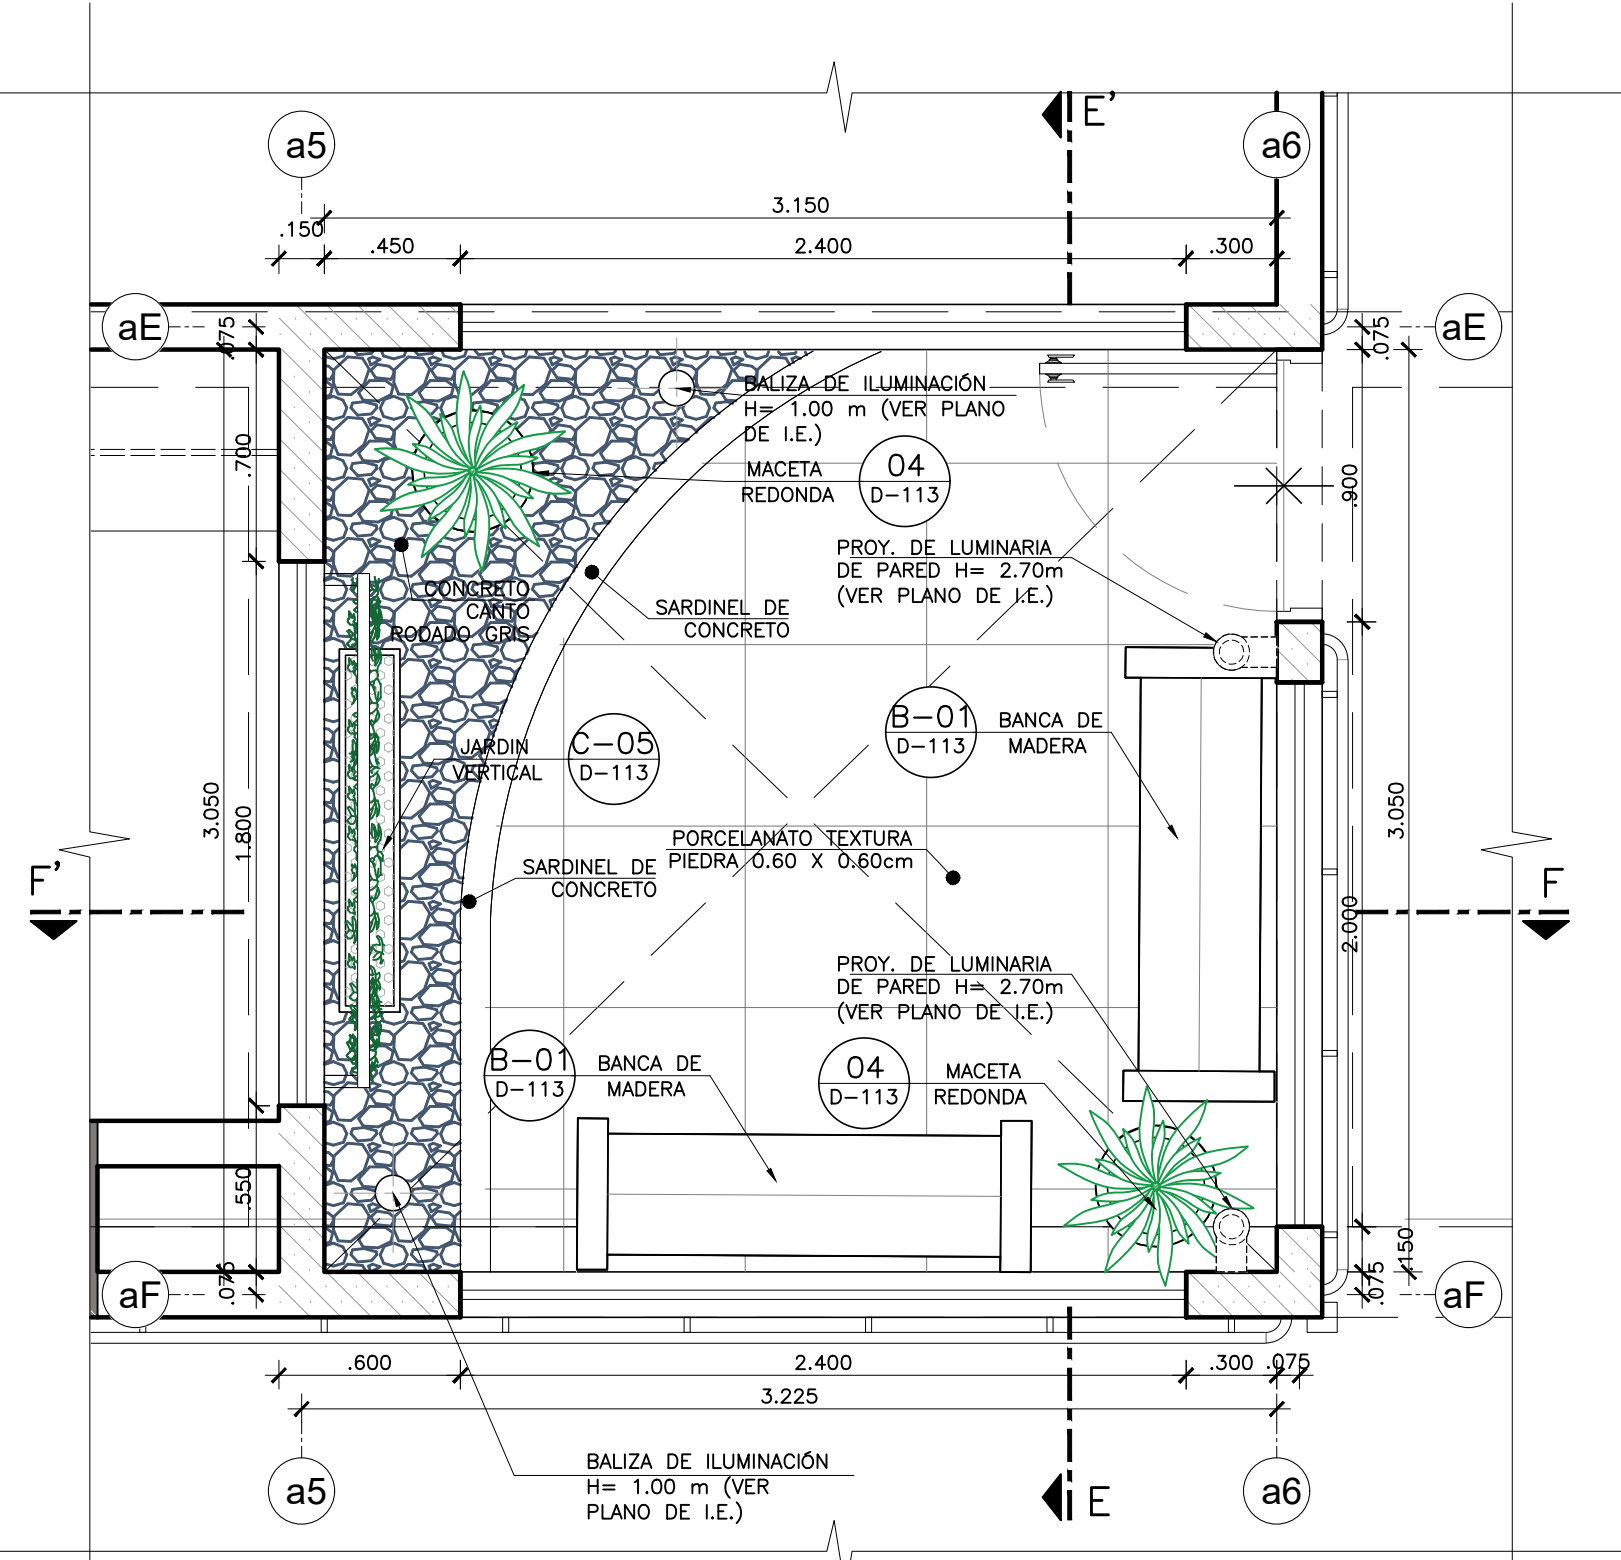 E'
a5
a6
3.150
.150
.450
2.400
.300
aE
aE
.075
.075
BALIZA DE ILUMINACIÓN
H= 1.00 m (VER PLANO
DE I.E.)
.700
MACETA
REDONDA
04
D-113
.900
PROY. DE LUMINARIA
DE PARED H= 2.70m
(VER PLANO DE I.E.)
CONCRETO
CANTO
RODADO GRIS
SARDINEL DE
CONCRETO
B-01
D-113
BANCA DE
MADERA
JARDIN
VERTICAL
C-05
D-113
3.050
1.800
3.050
PORCELANATO TEXTURA
PIEDRA 0.60 X 0.60cm
SARDINEL DE
CONCRETO
F'
F
2.000
PROY. DE LUMINARIA
DE PARED H= 2.70m
(VER PLANO DE I.E.)
B-01
D-113
BANCA DE
MADERA
04
D-113
MACETA
REDONDA
.550
.150
.075
.075
aF
aF
.600
2.400
.300
.075
3.225
BALIZA DE ILUMINACIÓN
H= 1.00 m (VER
PLANO DE I.E.)
a5
E
a6